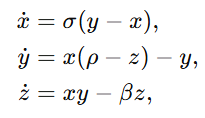 ẋ = σ(y − x),
ẏ = x(ρ − z) − y,
ż = xy − βz,